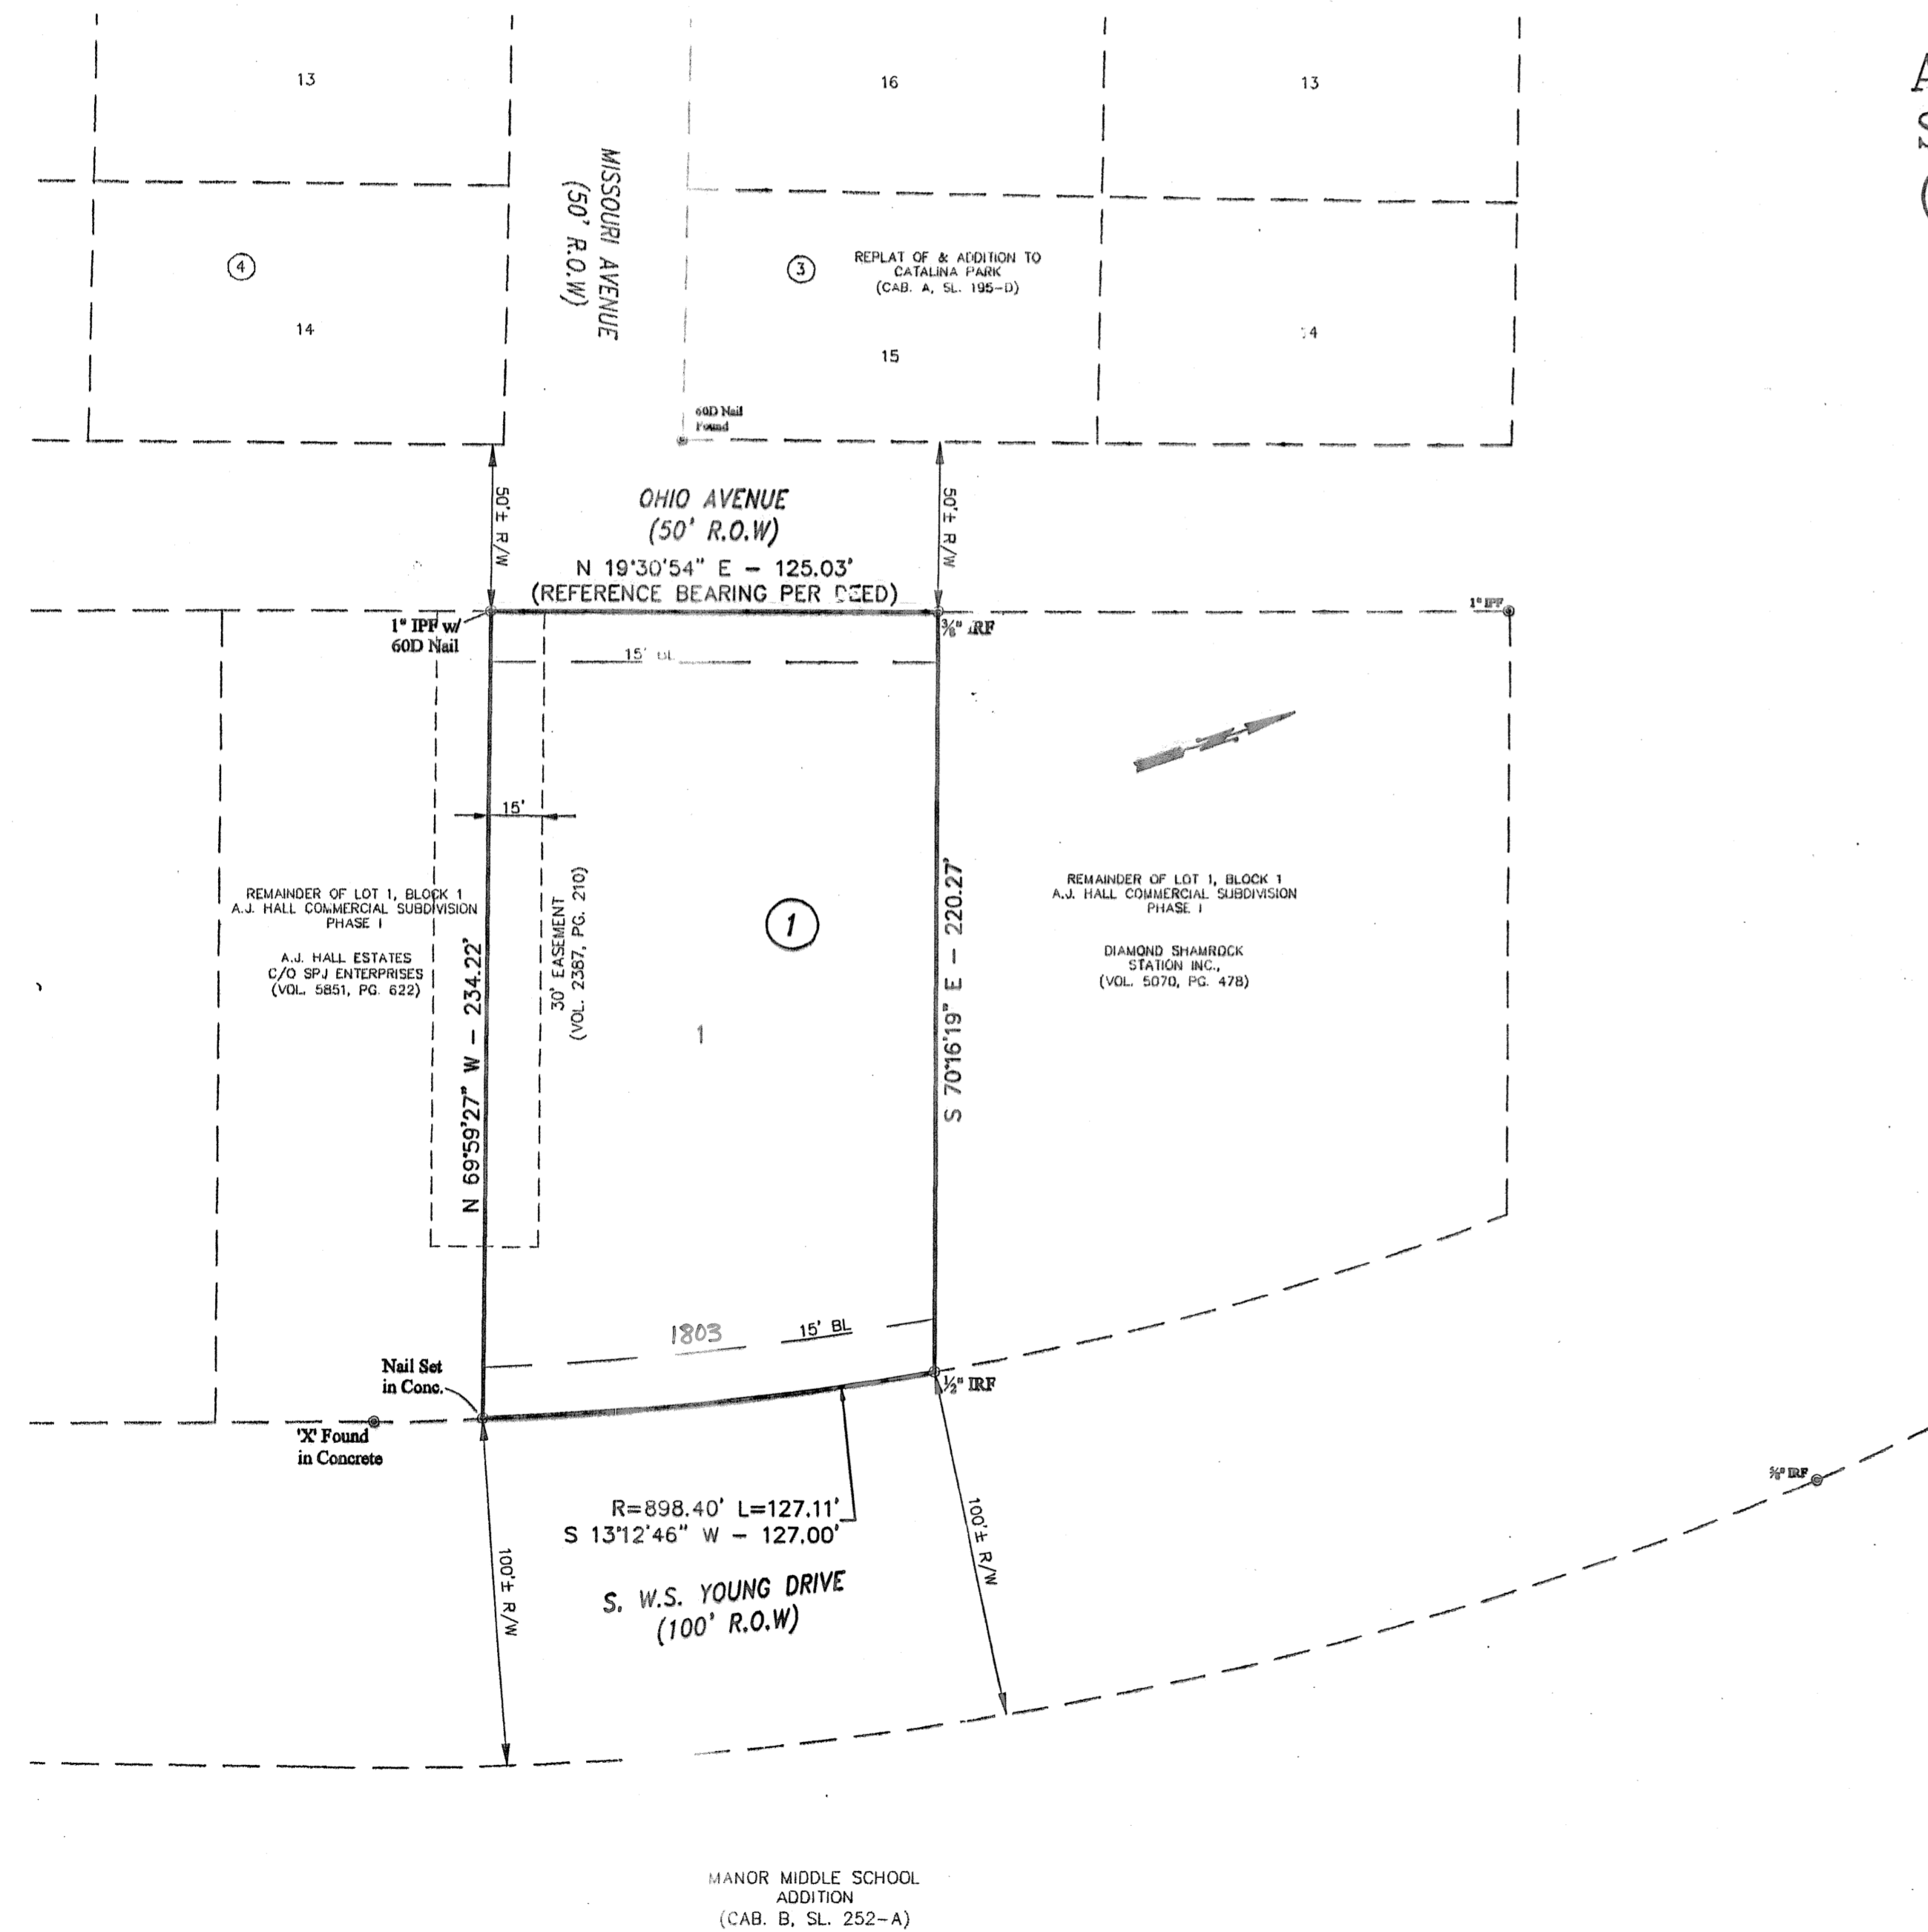 13
16
13
MISSOURI AVENUE
(50' R.O.W)
4
3
REPLAT OF & ADDITION TO
CATALINA PARK
(CAB. A, SL. 195-D)
14
15
60D Nail
Found
50'± R/W
OHIO AVENUE
(50' R.O.W)
50'± R/W
N 19°30'54" E - 125.03'
(REFERENCE BEARING PER DEED)
1" IPF w/
60D Nail
3/8" IRF
1" IPF
15' BL
15'
30' EASEMENT
(VOL. 2387, PG. 210)
REMAINDER OF LOT 1, BLOCK 1
A.J. HALL COMMERCIAL SUBDIVISION
PHASE I
A.J. HALL ESTATES
C/O SPJ ENTERPRISES
(VOL. 5851, PG. 622)
N 69°59'27" W - 234.22'
1
1
S 70°16'19" E - 220.27'
REMAINDER OF LOT 1, BLOCK 1
A.J. HALL COMMERCIAL SUBDIVISION
PHASE I
DIAMOND SHAMROCK
STATION INC.,
(VOL. 5070, PG. 478)
1803
15' BL
Nail Set
in Conc.
1/2" IRF
'X' Found
in Concrete
IRF
R=898.40' L=127.11'
S 13°12'46" W - 127.00'
100'± R/W
100'± R/W
S. W.S. YOUNG DRIVE
(100' R.O.W)
MANOR MIDDLE SCHOOL
ADDITION
(CAB. B, SL. 252-A)